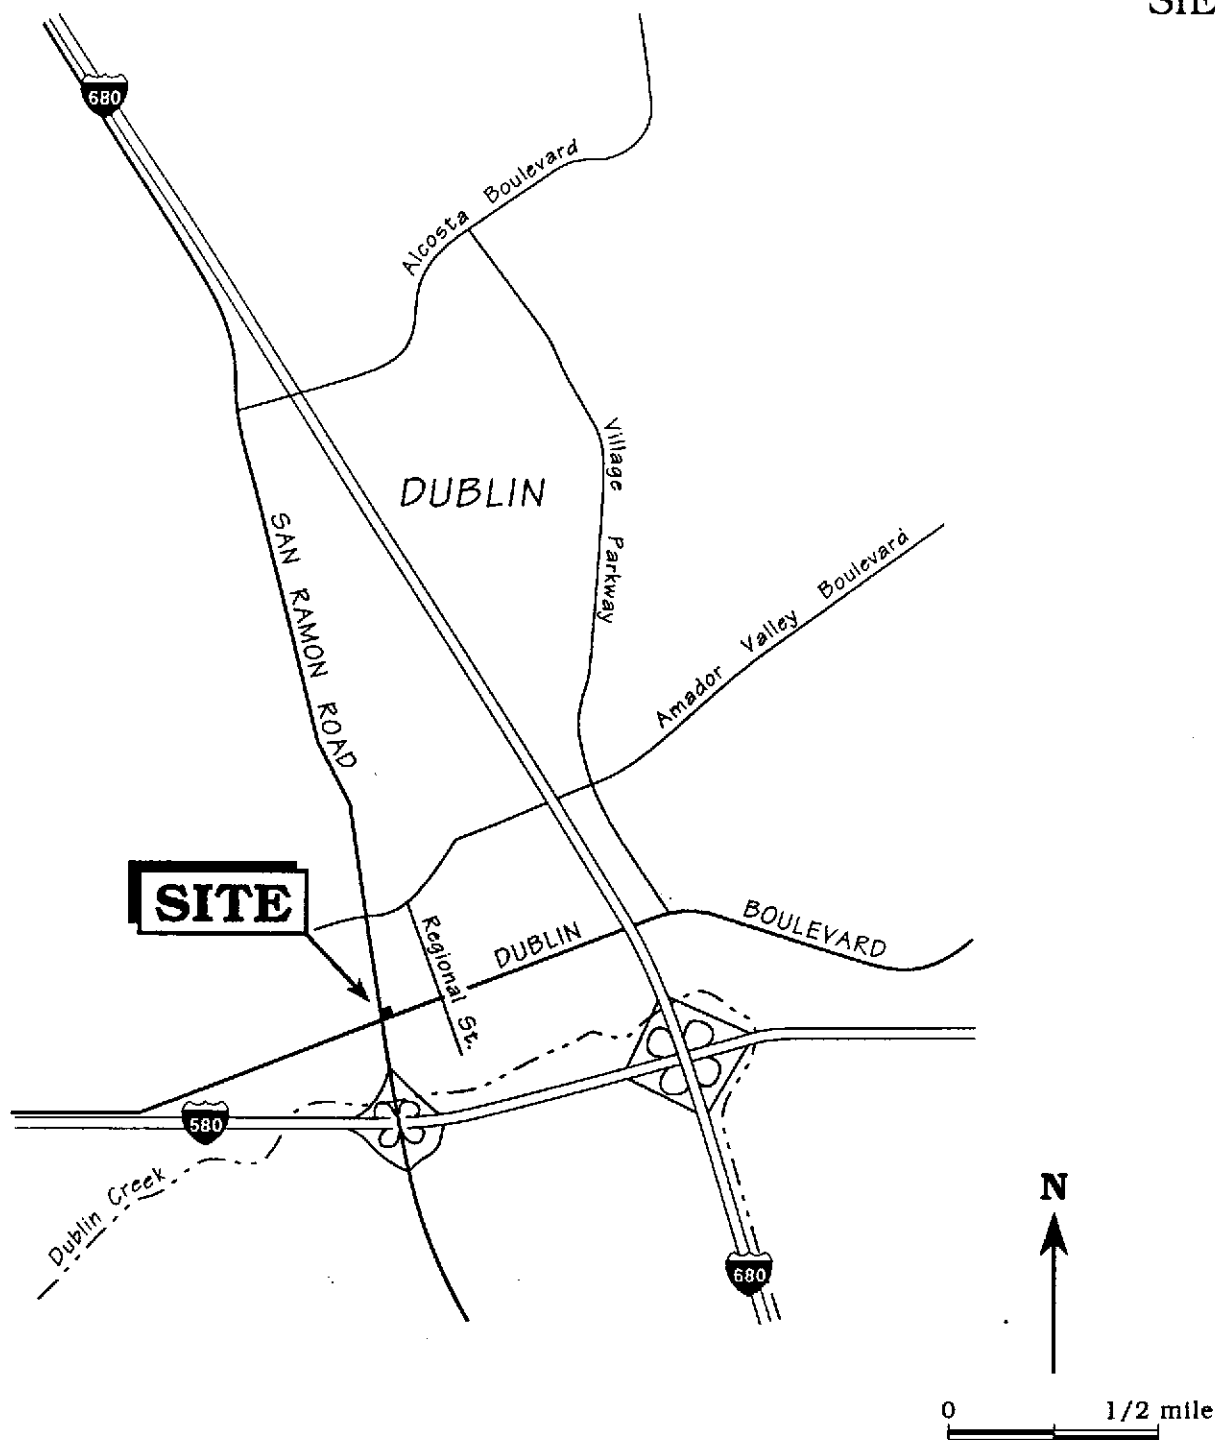 SIE
680
Alcosta Boulevard
Village Parkway
DUBLIN
SAN RAMON ROAD
Amador Valley Boulevard
SITE
Regional St.
DUBLIN BOULEVARD
580
Dublin Creek
N
680
0 1/2 mile